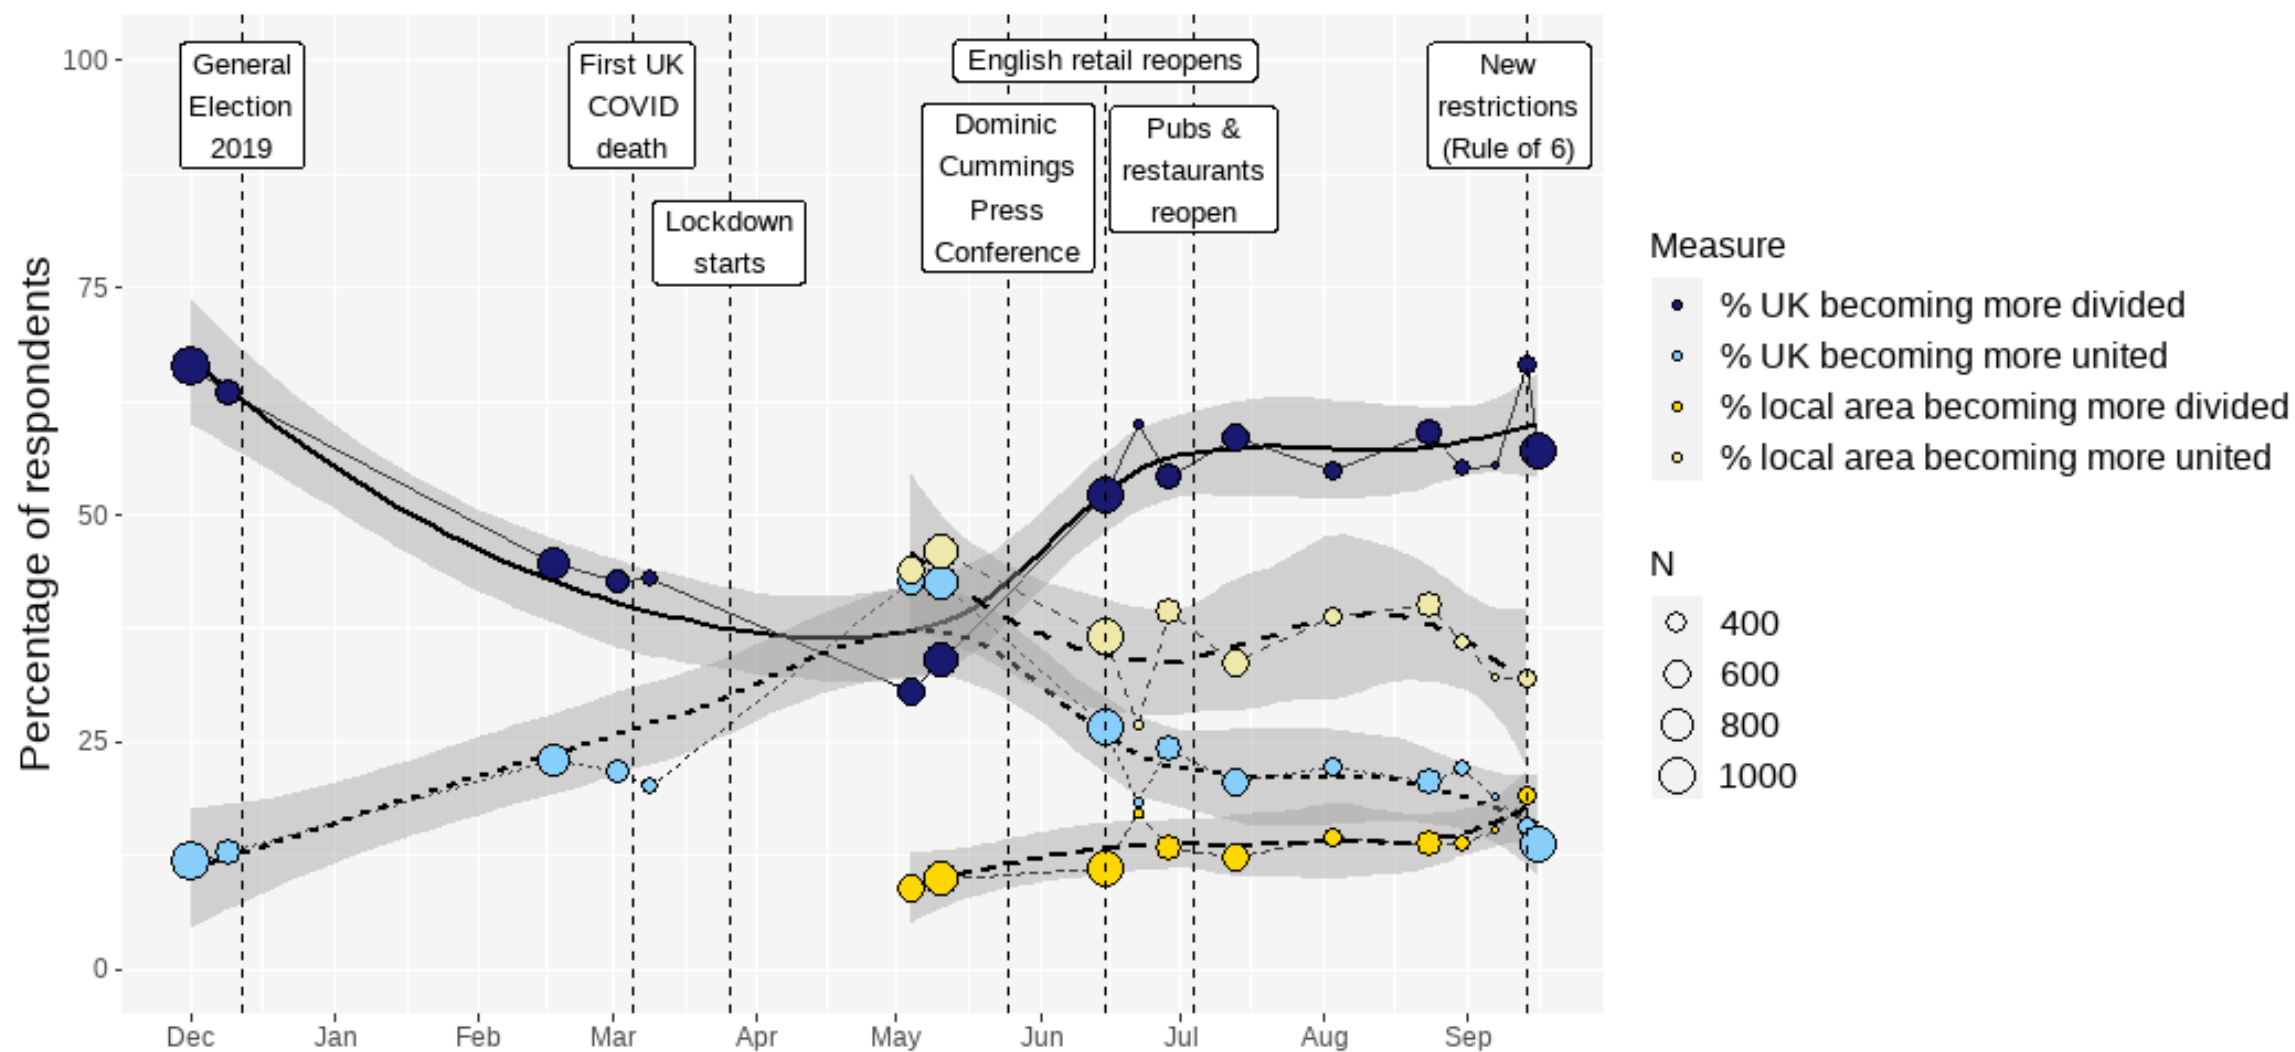 Percentage of respondents
100
75
50
25
0
General
Election
2019
First UK
COVID
death
Lockdown
starts
English retail reopens
Dominic
Cummings
Press
Conference
Pubs &
restaurants
reopen
New
restrictions
(Rule of 6)
Dec
Jan
Feb
Mar
Apr
May
Jun
Jul
Aug
Sep
Measure
% UK becoming more divided
% UK becoming more united
% local area becoming more divided
% local area becoming more united
N
400
600
800
1000